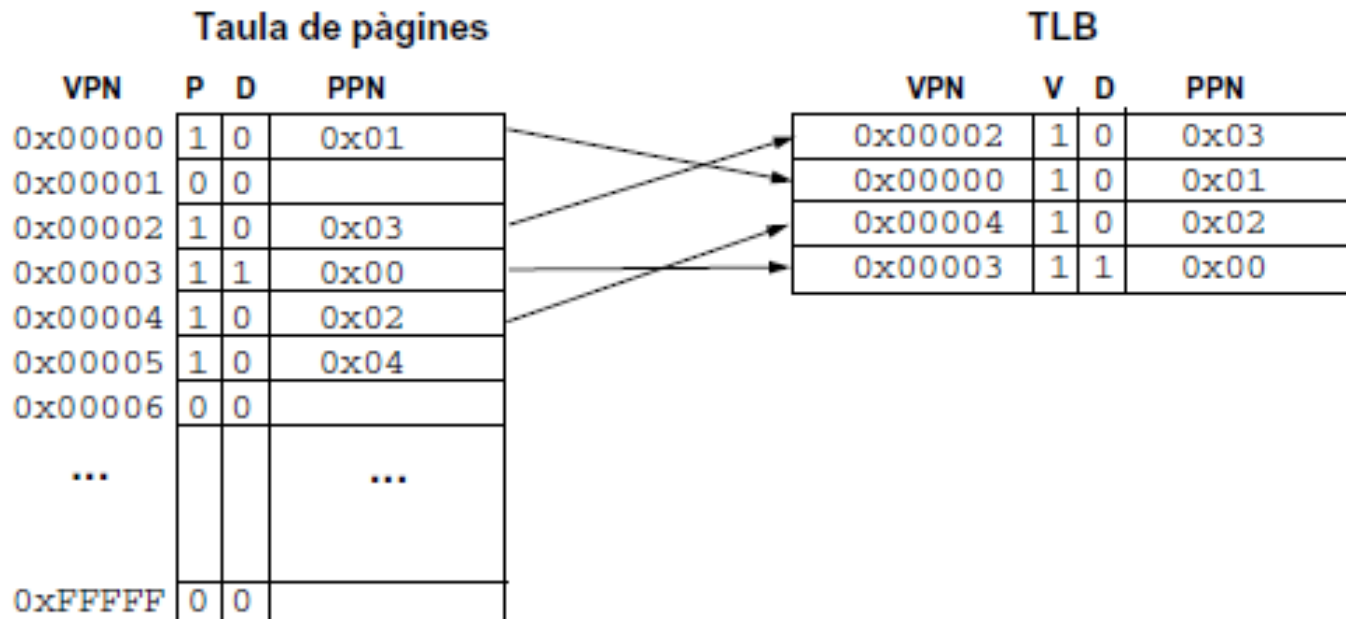 Taula de pàgines
VPN P D PPN
0x00000 1 0 0x01
0x00001 0 0
0x00002 1 0 0x03
0x00003 1 1 0x00
0x00004 1 0 0x02
0x00005 1 0 0x04
0x00006 0 0
... ...
0xFFFFF 0 0
TLB
VPN V D PPN
0x00002 1 0 0x03
0x00000 1 0 0x01
0x00004 1 0 0x02
0x00003 1 1 0x00